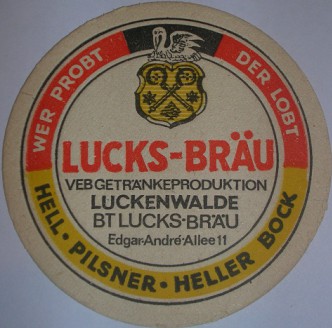 WER PROBT DER LOBT
LUCKS-BRÄU
VEB GETRÄNKEPRODUKTION
LUCKENWALDE
BT LUCKS-BRÄU
Edgar-André-Allee 11
HELL • PILSNER • HELLER BOCK